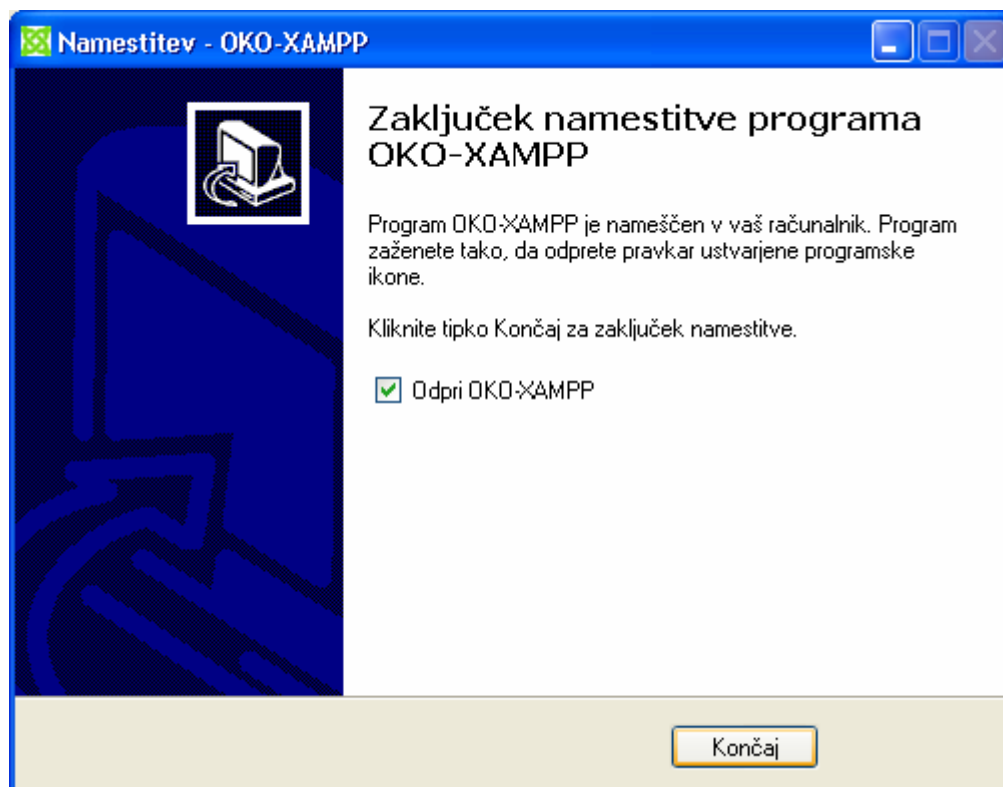 Namestitev - OKO-XAMPP
Zaključek namestitve programa
OKO-XAMPP
Program OKO-XAMPP je nameščen v vaš računalnik. Program
zaženete tako, da odprete pravkar ustvarjene programske
ikone.
Kliknite tipko Končaj za zaključek namestitve.
Odpri OKO-XAMPP
Končaj